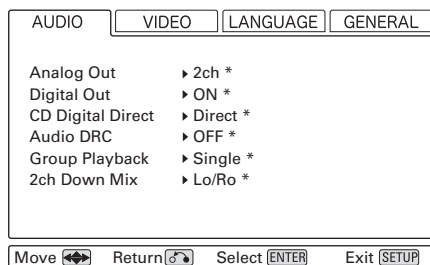 AUDIO VIDEO LANGUAGE GENERAL
Analog Out 2ch *
Digital Out ON *
CD Digital Direct Direct *
Audio DRC OFF *
Group Playback Single *
2ch Down Mix Lo/Ro *
Move Return Select ENTER Exit SETUP